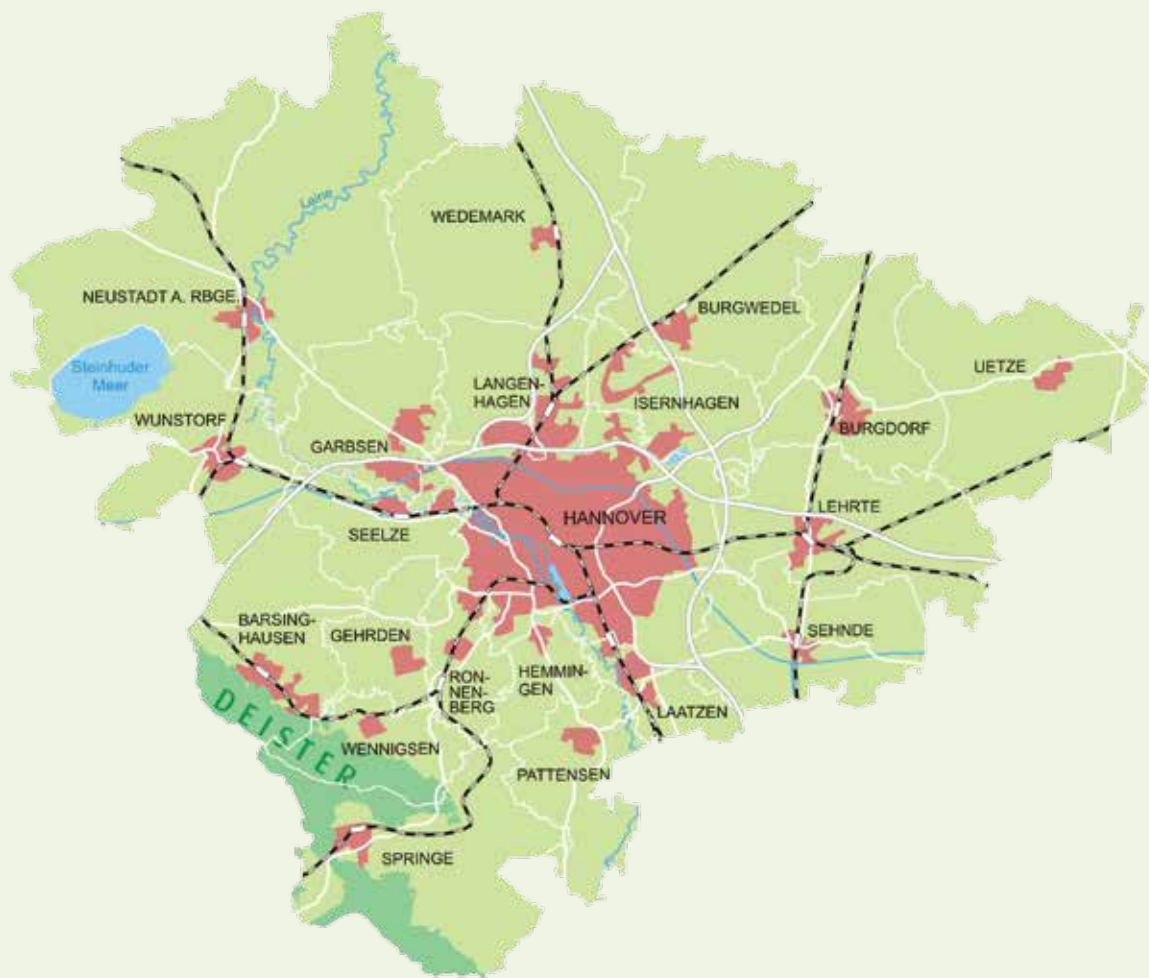 Leine
WEDEMARK
NEUSTADT A. RBGE.
BURGWEDEL
Steinhuder
Meer
UETZE
LANGEN-
HAGEN
ISERNHAGEN
WUNSTORF
BURGDORF
GARBSEN
LEHRTE
HANNOVER
SEELZE
BARSING-
HAUSEN
GEHRDEN
SEHNDE
RON-
NEN-
BERG
HEMMIN-
GEN
LAATZEN
DEISTER
WENNIGSEN
PATTENSEN
SPRINGE